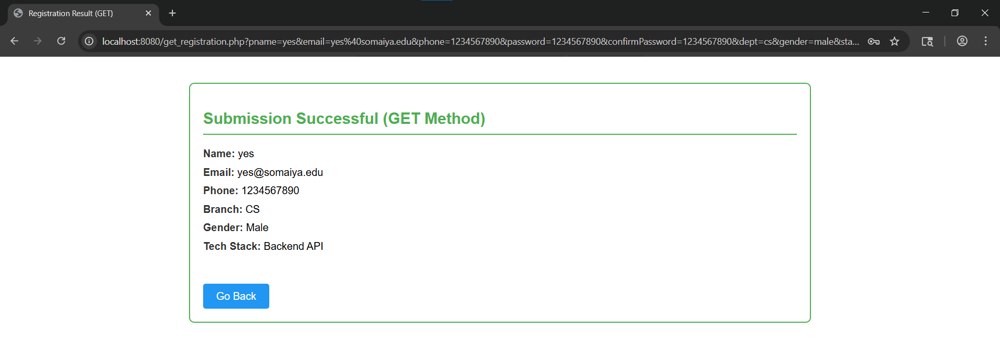 Registration Result (GET)
localhost:8080/get_registration.php?pname=yes&email=yes%40somaiya.edu&phone=1234567890&password=1234567890&confirmPassword=1234567890&dept=cs&gender=male&sta...
Submission Successful (GET Method)
Name: yes
Email: yes@somaiya.edu
Phone: 1234567890
Branch: CS
Gender: Male
Tech Stack: Backend API
Go Back